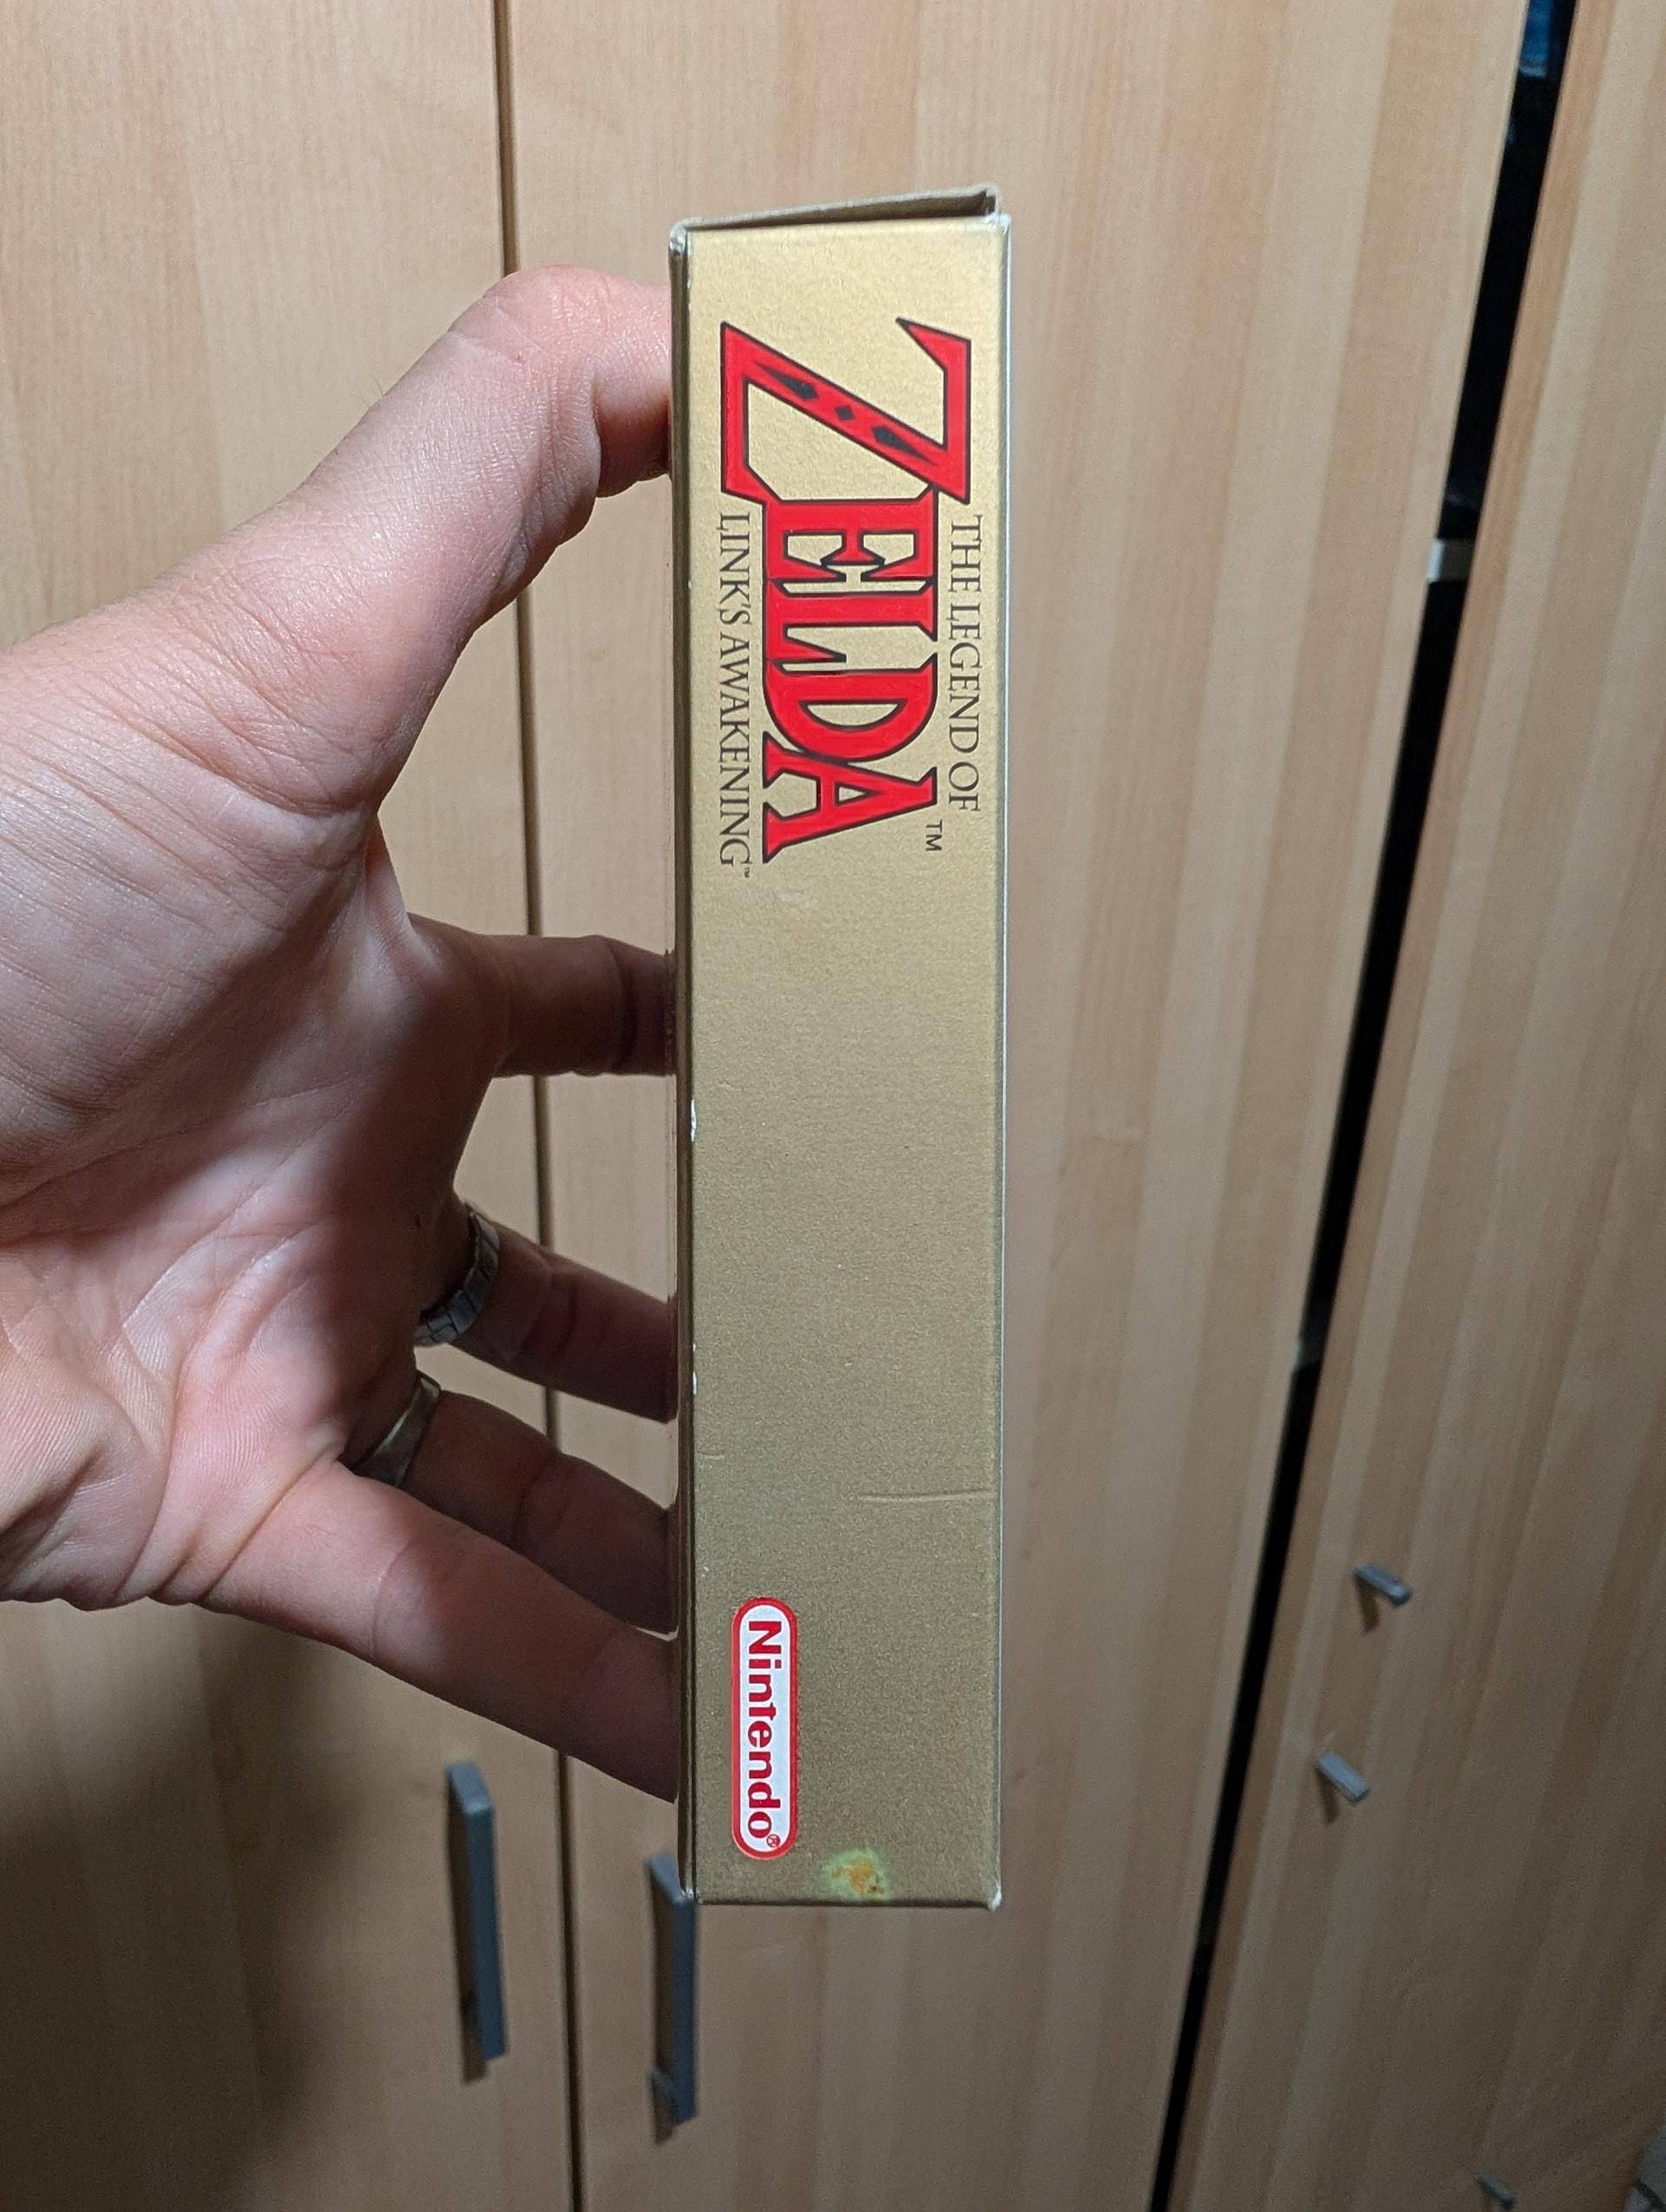 THE LEGEND OF
ZELDA™
LINK'S AWAKENING™
Nintendo®